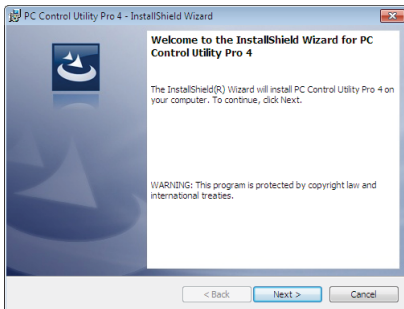 PC Control Utility Pro 4 - InstallShield Wizard
Welcome to the InstallShield Wizard for PC
Control Utility Pro 4
The InstallShield(R) Wizard will install PC Control Utility Pro 4 on
your computer. To continue, click Next.
WARNING: This program is protected by copyright law and
international treaties.
< Back
Next >
Cancel